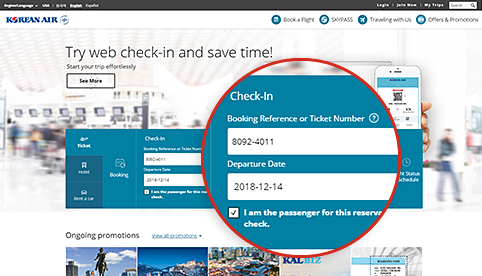 Region/Language USA 한국어 English Español
Login Join Now My Trips Search
KOREAN AIR
Book a Flight SKYPASS Traveling with Us Offers & Promotions
Try web check-in and save time!
Start your trip effortlessly
See More
Ticket
Hotel
Rent a car
Booking
Check-In
Booking Reference or Ticket Number
8092-4011
Departure Date
2018-12-14
I am the passenger for this
check.
Check-In
Booking Reference or Ticket Number ?
8092-4011
Departure Date
2018-12-14
I am the passenger for this reserva
check.
Status
Schedule
Ongoing promotions View all promotions
KALBIZ